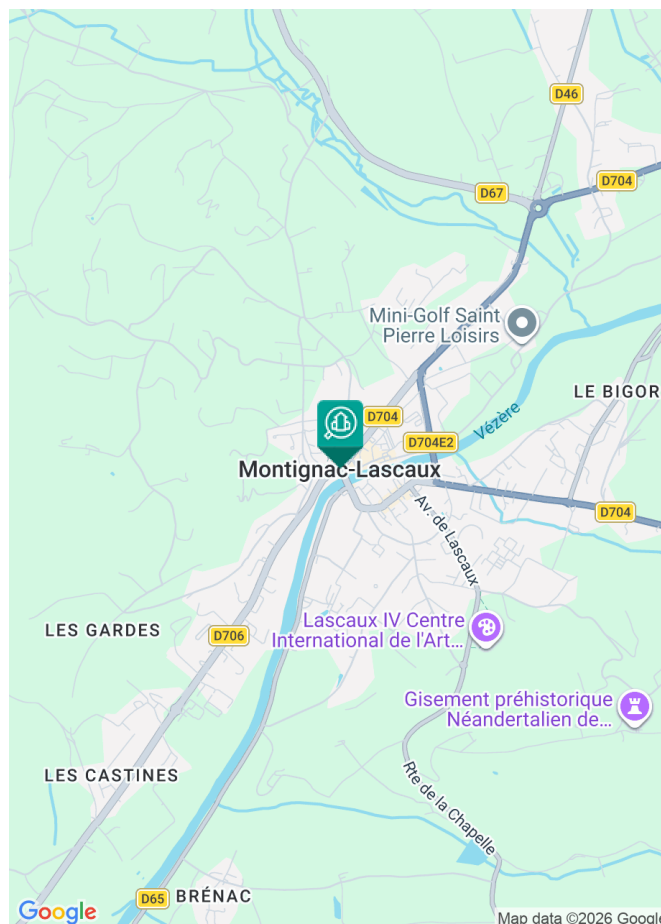 D46
D704
D67
Mini-Golf Saint
Pierre Loisirs
LE BIGOR
D704
Vézère
D704E2
Montignac-Lascaux
D704
Av. de Lascaux
Lascaux IV Centre
International de l'Art...
LES GARDES
D706
Gisement préhistorique
Néandertalien de...
LES CASTINES
Rte de la Chapelle
D65
BRÉNAC
Google
Map data ©2026 Google